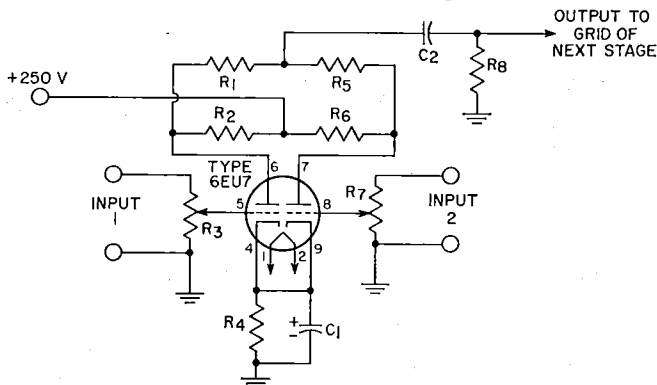 OUTPUT TO
GRID OF
NEXT STAGE
C2
R8
R1
R5
+250 V
R2
R6
TYPE
6EU7
6
7
INPUT
1
R3
5
8
R7
INPUT
2
4
1
2
9
R4
+
-
C1